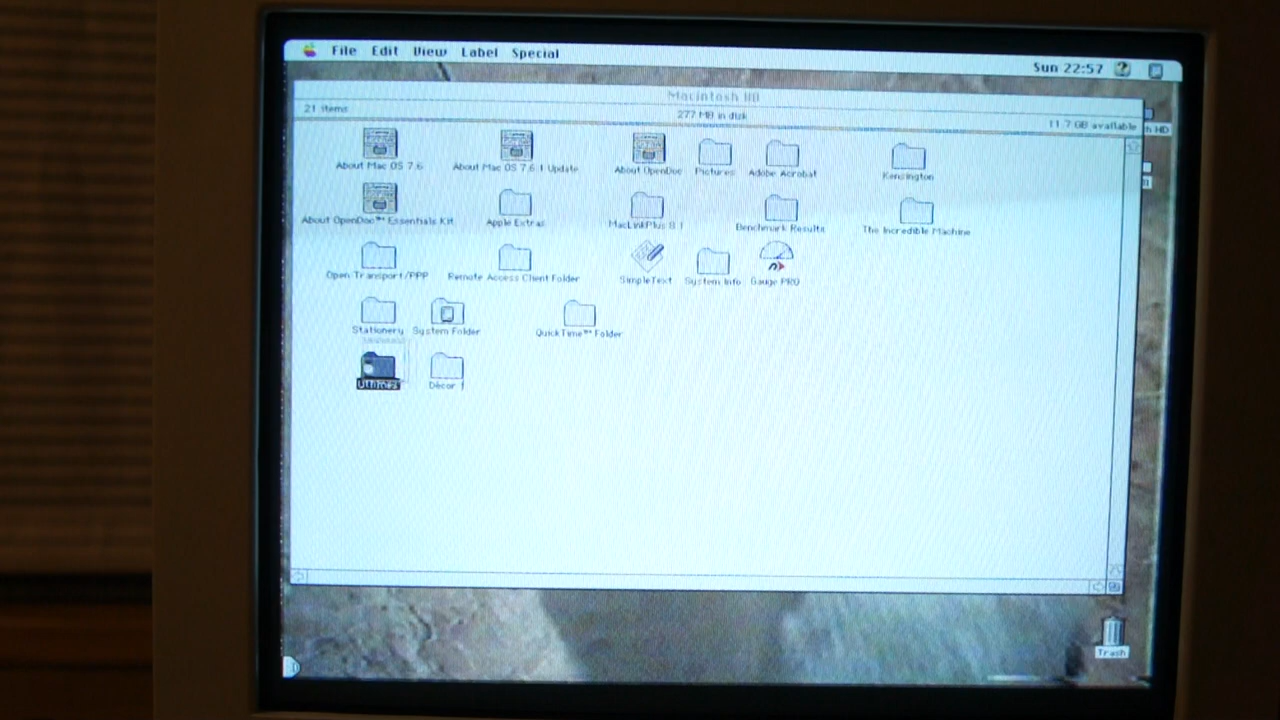 File Edit View Label Special
Sun 22:57
Macintosh HD
21 items
277 MB in disk
11.7 GB available
h HD
About Mac OS 7.6
About Mac OS 7.6.1 Update
About OpenDoc
Pictures
Adobe Acrobat
Kensington
About OpenDoc™ Essentials Kit
Apple Extras
MacLinkPlus 8.1
Benchmark Results
The Incredible Machine
Open Transport/PPP
Remote Access Client Folder
SimpleText
System Info
Gauge PRO
Stationery
System Folder
QuickTime™ Folder
Utilities
Décor ƒ
Trash